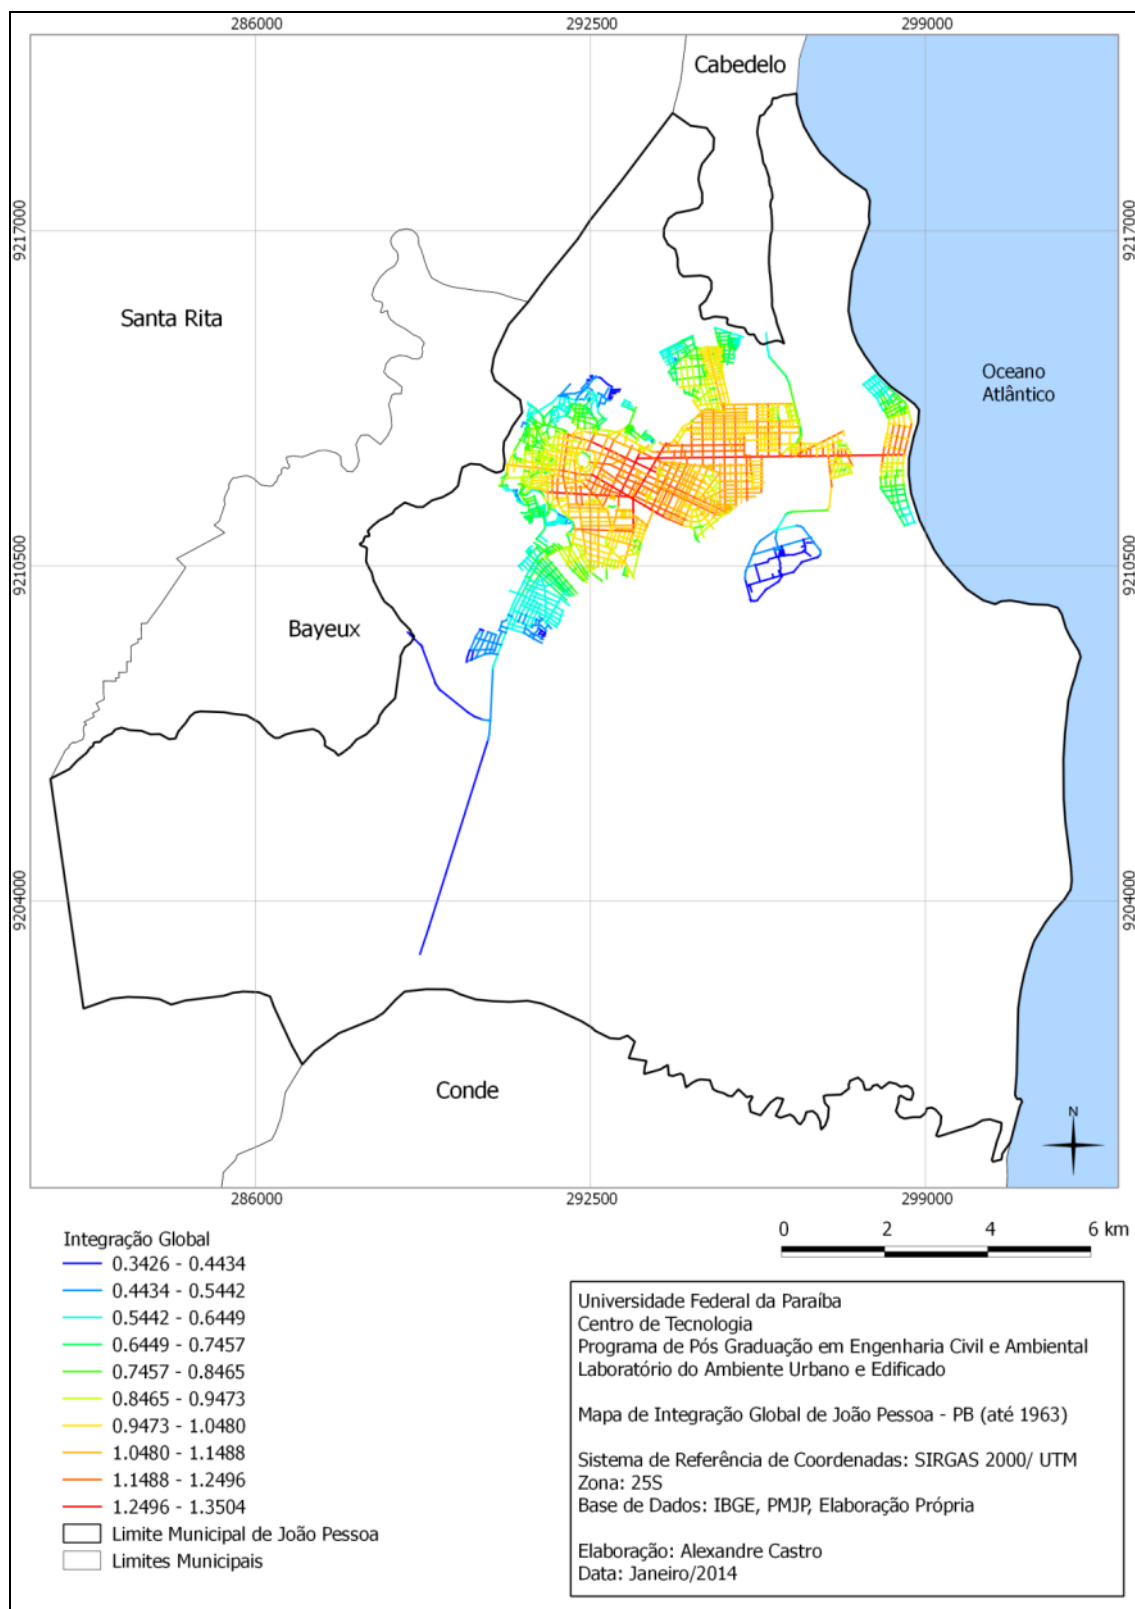 286000
292500
299000
Cabedelo
9217000
9217000
Santa Rita
Oceano
Atlântico
9210500
9210500
Bayeux
9204000
9204000
Conde
N
286000
292500
299000
0 2 4 6 km
Integração Global
0.3426 - 0.4434
0.4434 - 0.5442
0.5442 - 0.6449
0.6449 - 0.7457
0.7457 - 0.8465
0.8465 - 0.9473
0.9473 - 1.0480
1.0480 - 1.1488
1.1488 - 1.2496
1.2496 - 1.3504
Limite Municipal de João Pessoa
Limites Municipais
Universidade Federal da Paraíba
Centro de Tecnologia
Programa de Pós Graduação em Engenharia Civil e Ambiental
Laboratório do Ambiente Urbano e Edificado
Mapa de Integração Global de João Pessoa - PB (até 1963)
Sistema de Referência de Coordenadas: SIRGAS 2000/ UTM
Zona: 25S
Base de Dados: IBGE, PMJP, Elaboração Própria
Elaboração: Alexandre Castro
Data: Janeiro/2014